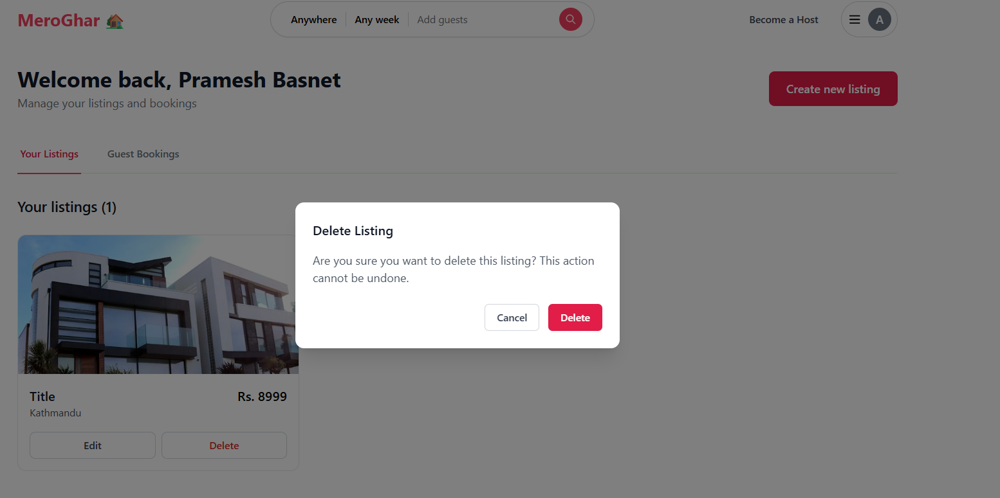 MeroGhar
Anywhere Any week Add guests
Become a Host
A
Welcome back, Pramesh Basnet
Manage your listings and bookings
Create new listing
Your Listings Guest Bookings
Your listings (1)
Delete Listing
Are you sure you want to delete this listing? This action
cannot be undone.
Cancel Delete
Title Rs. 8999
Kathmandu
Edit Delete